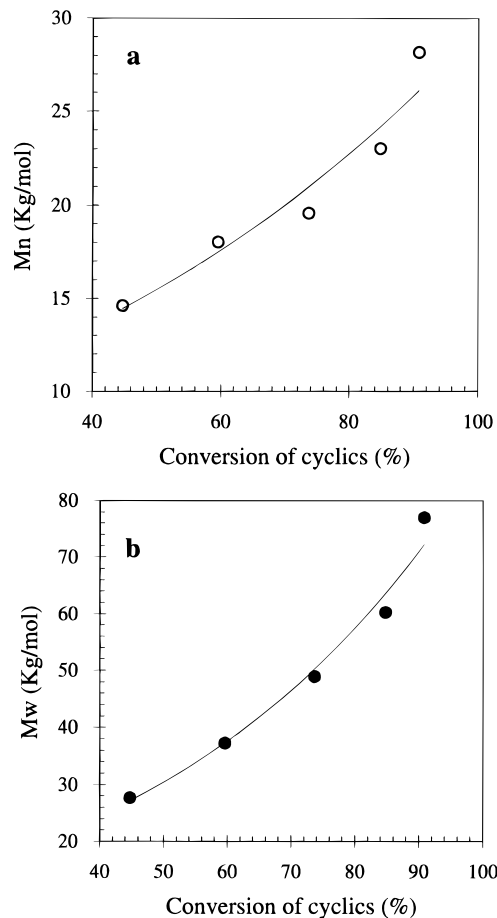 30
a
25
Mn (Kg/mol)
20
15
10
40 60 80 100
Conversion of cyclics (%)
80
b
70
60
Mw (Kg/mol)
50
40
30
20
40 50 60 70 80 90 100
Conversion of cyclics (%)